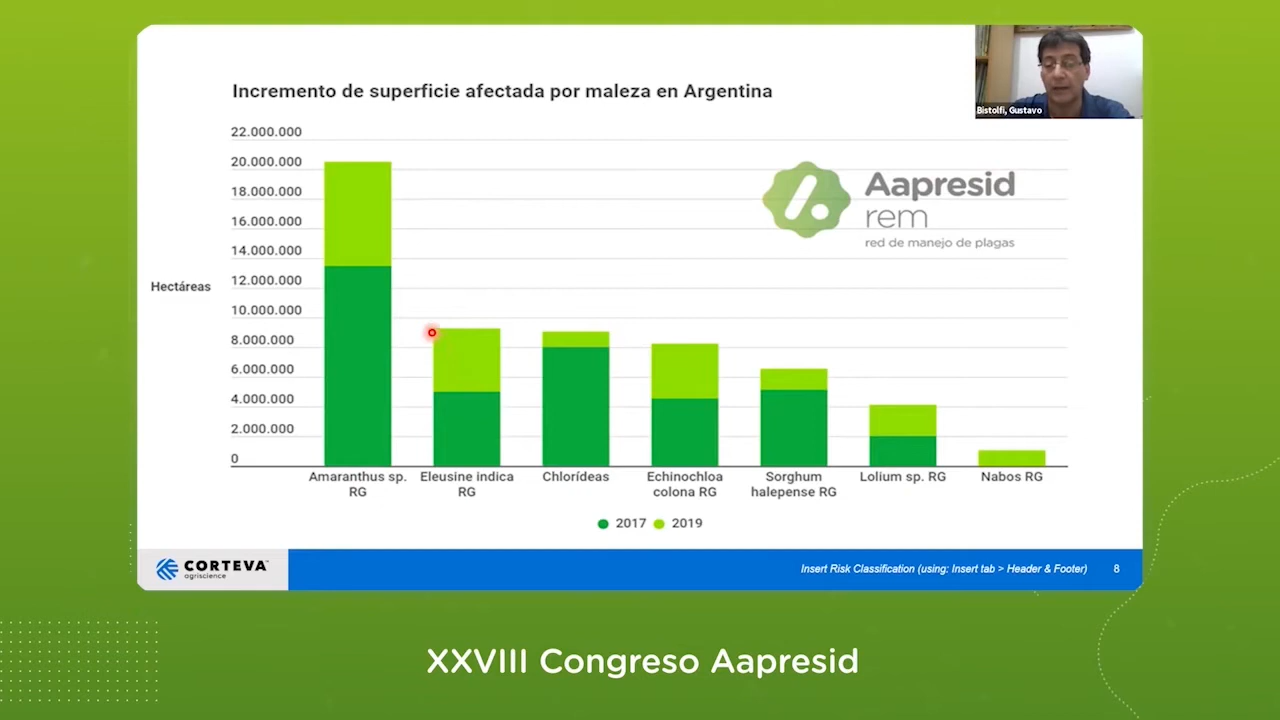 Bistolfi, Gustavo
Incremento de superficie afectada por maleza en Argentina
22.000.000
20.000.000
18.000.000
16.000.000
14.000.000
12.000.000
10.000.000
8.000.000
6.000.000
4.000.000
2.000.000
0
Hectáreas
Aapresid
rem
red de manejo de plagas
Amaranthus sp.
RG
Eleusine indica
RG
Chlorídeas
Echinochloa
colona RG
Sorghum
halepense RG
Lolium sp. RG
Nabos RG
2017
2019
CORTEVA™
agriscience
Insert Risk Classification (using: Insert tab > Header & Footer)
8
XXVIII Congreso Aapresid